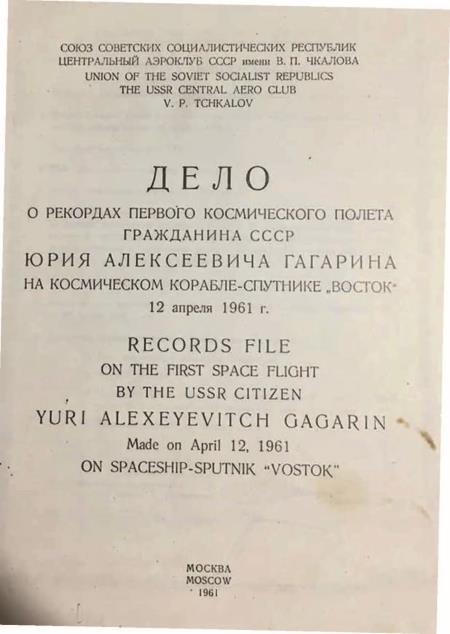 СОЮЗ СОВЕТСКИХ СОЦИАЛИСТИЧЕСКИХ РЕСПУБЛИК
ЦЕНТРАЛЬНЫЙ АЭРОКЛУБ СССР имени В. П. ЧКАЛОВА
UNION OF THE SOVIET SOCIALIST REPUBLICS
THE USSR CENTRAL AERO CLUB
V. P. TCHKALOV
ДЕЛО
О РЕКОРДАХ ПЕРВОГО КОСМИЧЕСКОГО ПОЛЕТА
ГРАЖДАНИНА СССР
ЮРИЯ АЛЕКСЕЕВИЧА ГАГАРИНА
НА КОСМИЧЕСКОМ КОРАБЛЕ-СПУТНИКЕ „ВОСТОК“
12 апреля 1961 г.
RECORDS FILE
ON THE FIRST SPACE FLIGHT
BY THE USSR CITIZEN
YURI ALEXEYEVITCH GAGARIN
Made on April 12, 1961
ON SPACESHIP-SPUTNIK “VOSTOK”
МОСКВА
MOSCOW
1961